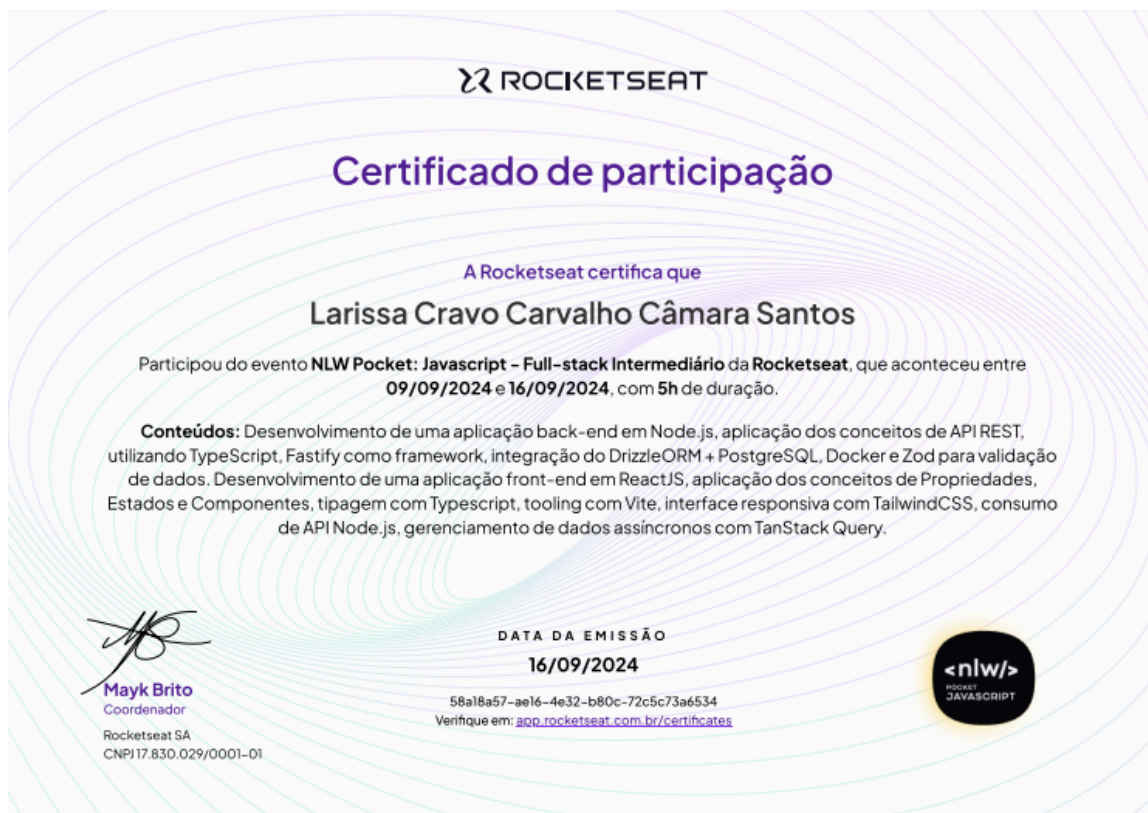 ROCKETSEAT
Certificado de participação
A Rocketseat certifica que
Larissa Cravo Carvalho Câmara Santos
Participou do evento NLW Pocket: Javascript - Full-stack Intermediário da Rocketseat, que aconteceu entre
09/09/2024 e 16/09/2024, com 5h de duração.
Conteúdos: Desenvolvimento de uma aplicação back-end em Node.js, aplicação dos conceitos de API REST,
utilizando TypeScript, Fastify como framework, integração do DrizzleORM + PostgreSQL, Docker e Zod para validação
de dados. Desenvolvimento de uma aplicação front-end em ReactJS, aplicação dos conceitos de Propriedades,
Estados e Componentes, tipagem com Typescript, tooling com Vite, interface responsiva com TailwindCSS, consumo
de API Node.js, gerenciamento de dados assíncronos com TanStack Query.
Mayk Brito
Coordenador
Rocketseat SA
CNPJ 17.830.029/0001-01
DATA DA EMISSÃO
16/09/2024
58a18a57-ae16-4e32-b80c-72c5c73a6534
Verifique em: app.rocketseat.com.br/certificates
<nlw/>
POCKET
JAVASCRIPT